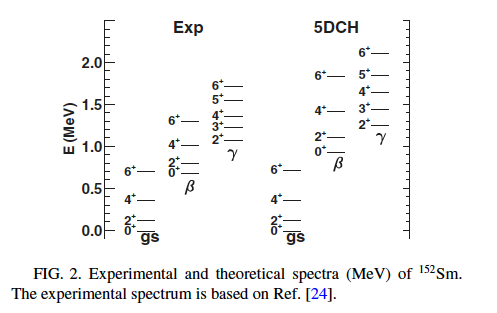 Exp 5DCH
6⁺
2.0
6⁺ 5⁺
6⁺ 4⁺
5⁺
1.5 4⁺ 3⁺
6⁺ 4⁺ 2⁺
3⁺ 2⁺ γ
4⁺ 2⁺
1.0 γ 0⁺
2⁺ β
6⁺ 0⁺ 6⁺
0.5 β
4⁺ 4⁺
2⁺ 2⁺
0.0 0⁺ 0⁺
gs gs
E (MeV)
FIG. 2. Experimental and theoretical spectra (MeV) of ¹⁵²Sm.
The experimental spectrum is based on Ref. [24].